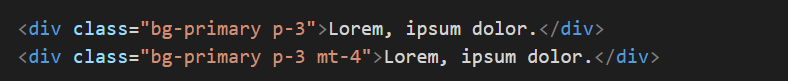 <div class="bg-primary p-3">Lorem, ipsum dolor.</div>
<div class="bg-primary p-3 mt-4">Lorem, ipsum dolor.</div>